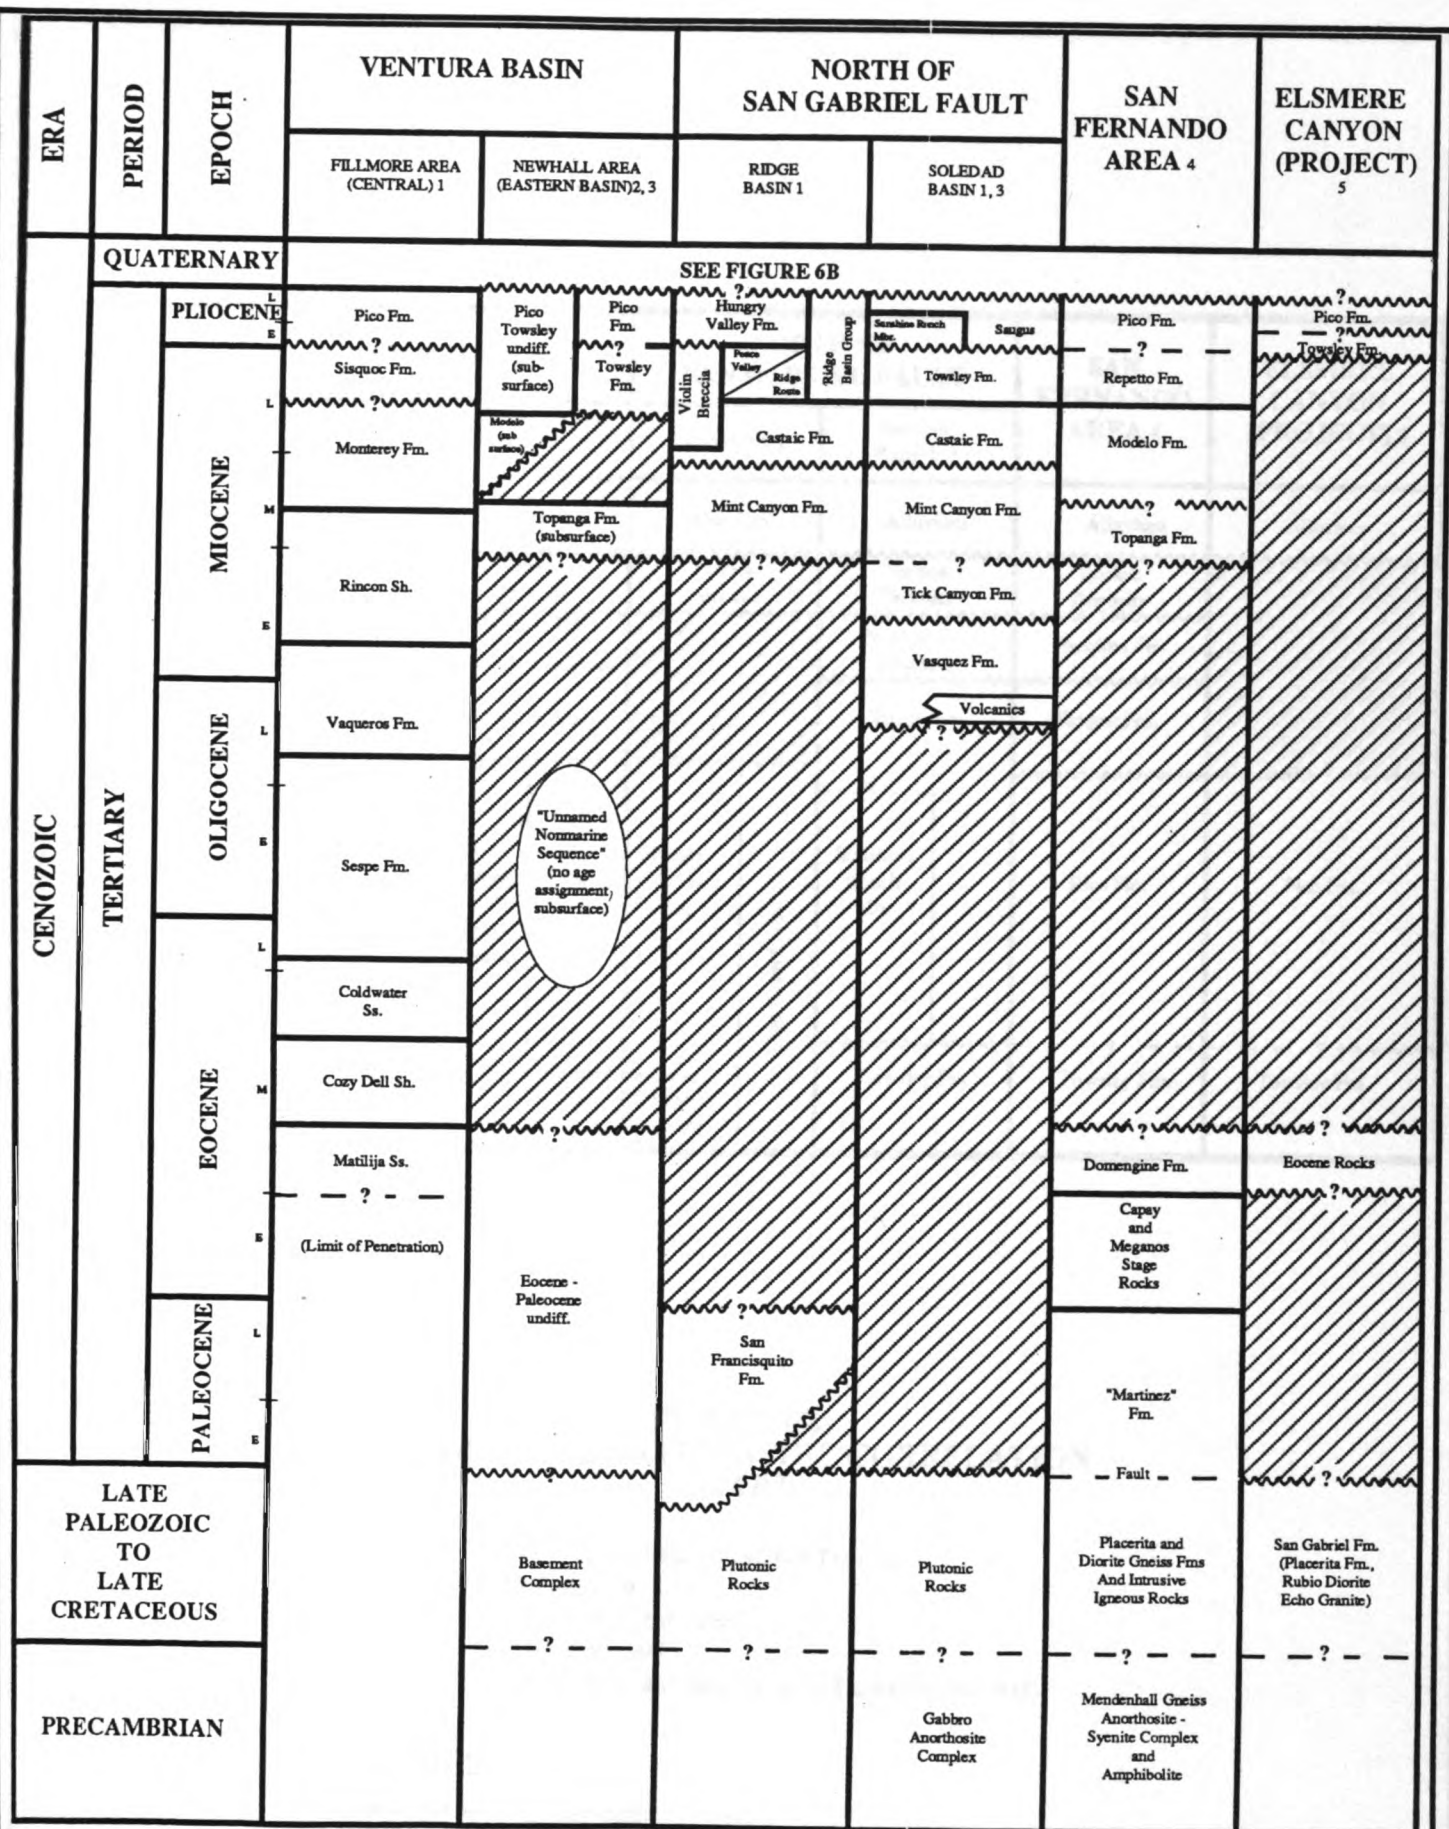 ERA
PERIOD
EPOCH
VENTURA BASIN
FILLMORE AREA
(CENTRAL) 1
NEWHALL AREA
(EASTERN BASIN)2, 3
NORTH OF
SAN GABRIEL FAULT
RIDGE
BASIN 1
SOLEDAD
BASIN 1, 3
SAN
FERNANDO
AREA 4
ELSMERE
CANYON
(PROJECT)
5
CENOZOIC
QUATERNARY
SEE FIGURE 6B
TERTIARY
PLIOCENE
L
E
MIOCENE
L
M
E
OLIGOCENE
L
E
EOCENE
L
M
E
PALEOCENE
L
E
LATE
PALEOZOIC
TO
LATE
CRETACEOUS
PRECAMBRIAN
Pico Fm.
?
Sisquoc Fm.
?
Monterey Fm.
Rincon Sh.
Vaqueros Fm.
Sespe Fm.
Coldwater
Ss.
Cozy Dell Sh.
Matilija Ss.
?
(Limit of Penetration)
Pico
Towsley
undiff.
(sub-
surface)
Pico
Fm.
?
Towsley
Fm.
Modelo
(sub
surface)
Topanga Fm.
(subsurface)
?
"Unnamed
Nonmarine
Sequence"
(no age
assignment,
subsurface)
?
Eocene -
Paleocene
undiff.
?
Basement
Complex
?
?
Hungry
Valley Fm.
Ridge
Basin Group
Violin
Breccia
Peace
Valley
Ridge
Route
Castaic Fm.
Mint Canyon Fm.
?
?
San
Francisquito
Fm.
Plutonic
Rocks
?
Sunshine Ranch
Mbr.
Saugus
Towsley Fm.
Castaic Fm.
Mint Canyon Fm.
?
Tick Canyon Fm.
Vasquez Fm.
Volcanics
?
Plutonic
Rocks
?
Gabbro
Anorthosite
Complex
Pico Fm.
?
Repetto Fm.
Modelo Fm.
?
Topanga Fm.
?
?
Domengine Fm.
Capay
and
Meganos
Stage
Rocks
"Martinez"
Fm.
Fault
Placerita and
Diorite Gneiss Fms
And Intrusive
Igneous Rocks
?
Mendenhall Gneiss
Anorthosite -
Syenite Complex
and
Amphibolite
?
Pico Fm.
?
Towsley Fm.
?
Eocene Rocks
?
?
San Gabriel Fm.
(Placerita Fm.,
Rubio Diorite
Echo Granite)
?